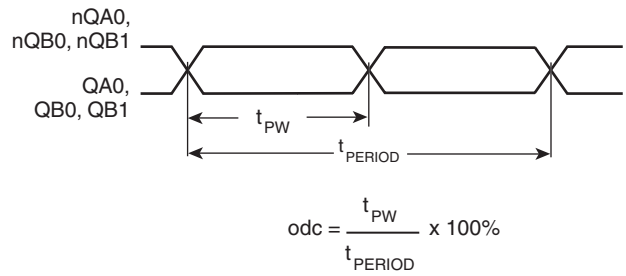 nQA0,
nQB0, nQB1
QA0,
QB0, QB1
tPW
tPERIOD
odc = tPW / tPERIOD x 100%